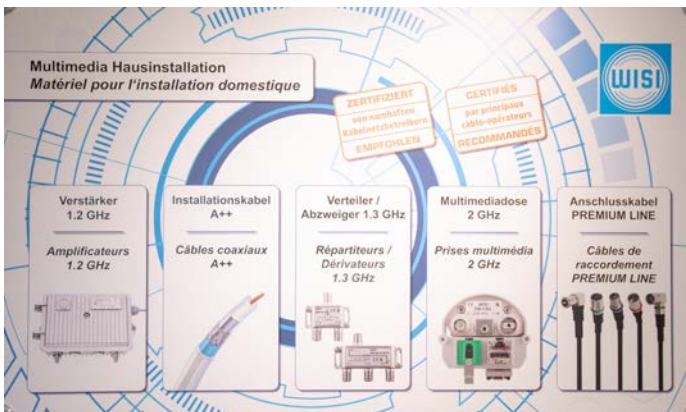 Multimedia Hausinstallation
Matériel pour l'installation domestique
WISI
ZERTIFIZIERT
von namhaften
Kabelnetzbetreibern
EMPFOHLEN
CERTIFIÉS
par principaux
câblo-opérateurs
RECOMMANDÉS
Verstärker
1.2 GHz
Amplificateurs
1.2 GHz
Installationskabel
A++
Câbles coaxiaux
A++
Verteiler /
Abzweiger 1.3 GHz
Répartiteurs /
Dérivateurs
1.3 GHz
Multimediadose
2 GHz
Prises multimédia
2 GHz
Anschlusskabel
PREMIUM LINE
Câbles de
raccordement
PREMIUM LINE